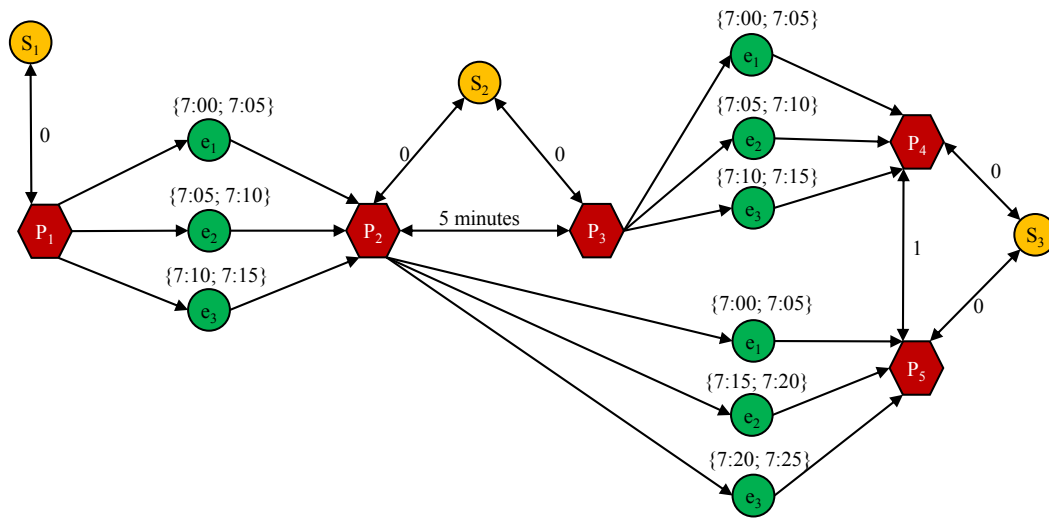 S1
0
P1
{7:00; 7:05}
e1
{7:05; 7:10}
e2
{7:10; 7:15}
e3
S2
0
0
P2
5 minutes
P3
{7:00; 7:05}
e1
{7:05; 7:10}
e2
{7:10; 7:15}
e3
P4
0
1
S3
0
{7:00; 7:05}
e1
{7:15; 7:20}
e2
{7:20; 7:25}
e3
P5